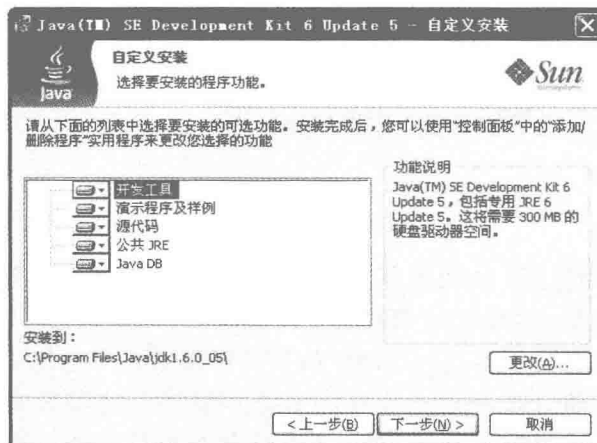 Java(TM) SE Development Kit 6 Update 5 - 自定义安装
自定义安装
选择要安装的程序功能。
Java
Sun
请从下面的列表中选择要安装的可选功能。安装完成后，您可以使用"控制面板"中的"添加/
删除程序"实用程序来更改您选择的功能
开发工具
演示程序及样例
源代码
公共 JRE
Java DB
功能说明
Java(TM) SE Development Kit 6
Update 5，包括专用 JRE 6
Update 5。这将需要 300 MB 的
硬盘驱动器空间。
安装到：
C:\Program Files\Java\jdk1.6.0_05\
更改(A)...
<上一步(B)
下一步(N) >
取消